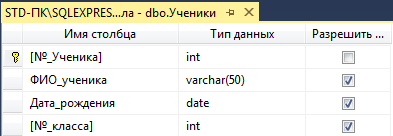 STD-ПК\SQLEXPRES...ла - dbo.Ученики
Имя столбца Тип данных Разрешить ...
[№_Ученика] int
ФИО_ученика varchar(50)
Дата_рождения date
[№_класса] int